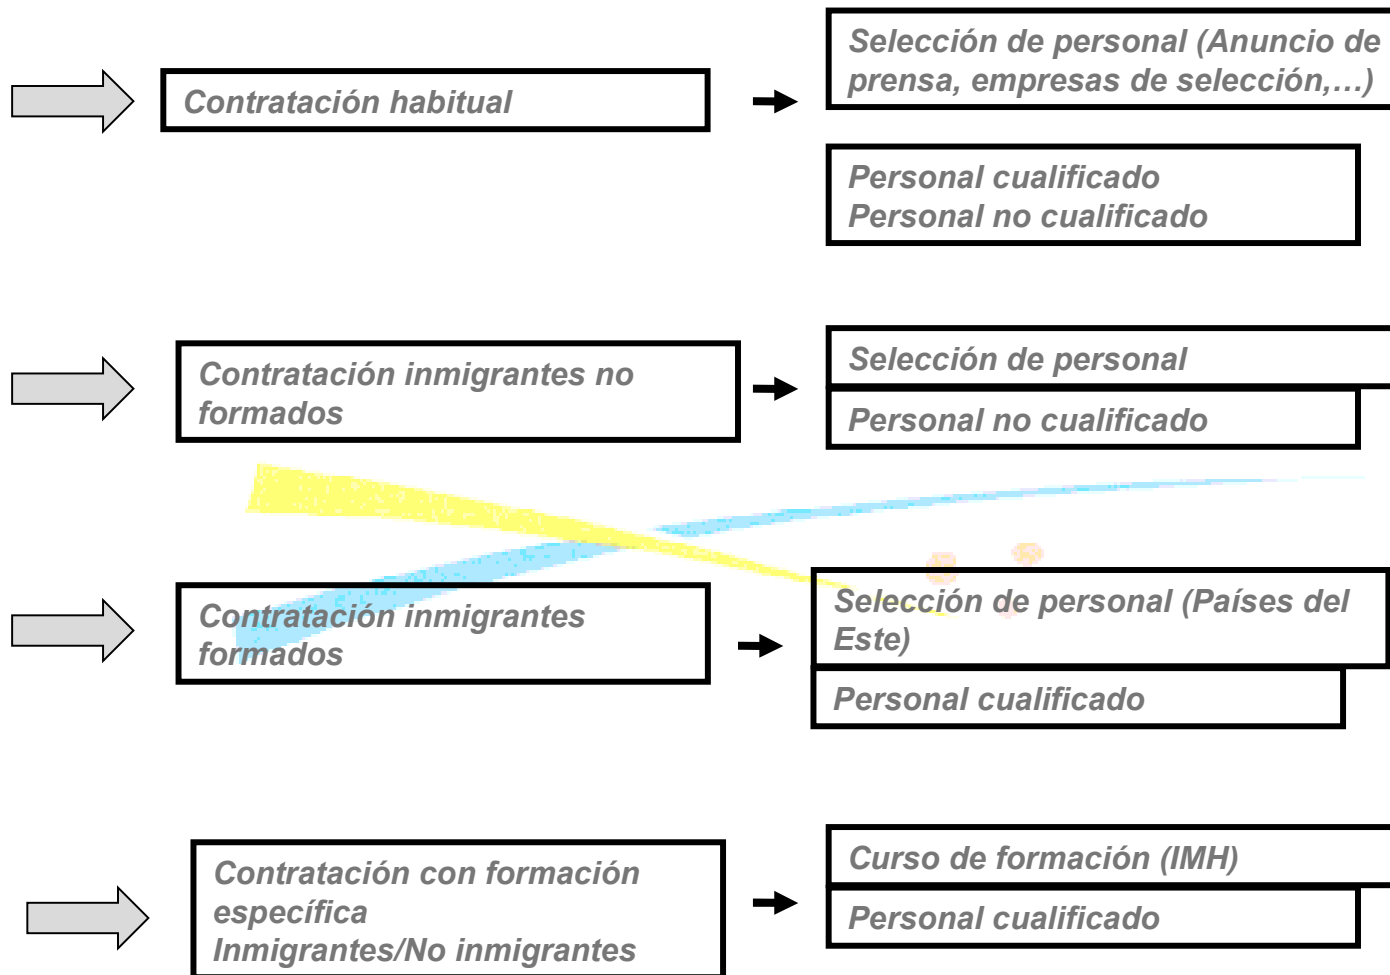 Contratación habitual
Selección de personal (Anuncio de
prensa, empresas de selección,...)
Personal cualificado
Personal no cualificado
Contratación inmigrantes no
formados
Selección de personal
Personal no cualificado
Contratación inmigrantes
formados
Selección de personal (Países del
Este)
Personal cualificado
Contratación con formación
específica
Inmigrantes/No inmigrantes
Curso de formación (IMH)
Personal cualificado